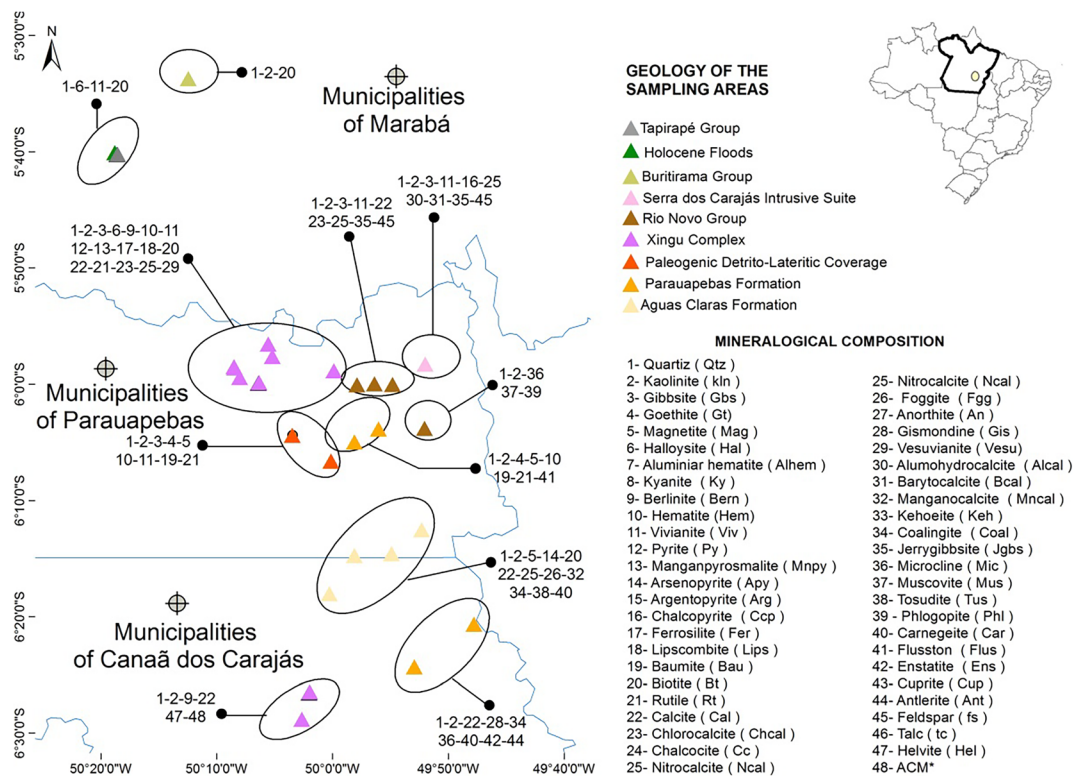 N
5°30'0"S
5°40'0"S
5°50'0"S
6°0'0"S
6°10'0"S
6°20'0"S
6°30'0"S
50°20'0"W
50°10'0"W
50°0'0"W
49°50'0"W
49°40'0"W
1-2-20
1-6-11-20
Municipalities
of Marabá
1-2-3-11-16-25
30-31-35-45
1-2-3-11-22
23-25-35-45
1-2-3-6-9-10-11
12-13-17-18-20
22-21-23-25-29
Municipalities
of Parauapebas
1-2-36
37-39
1-2-3-4-5
10-11-19-21
1-2-4-5-10
19-21-41
1-2-5-14-20
22-25-26-32
34-38-40
Municipalities
of Canaã dos Carajás
1-2-9-22
47-48
1-2-22-28-34
36-40-42-44
GEOLOGY OF THE
SAMPLING AREAS
Tapirapé Group
Holocene Floods
Buritirama Group
Serra dos Carajás Intrusive Suite
Rio Novo Group
Xingu Complex
Paleogenic Detrito-Lateritic Coverage
Parauapebas Formation
Aguas Claras Formation
MINERALOGICAL COMPOSITION
1- Quartiz ( Qtz )
2- Kaolinite ( kln )
3- Gibbsite ( Gbs )
4- Goethite ( Gt )
5- Magnetite ( Mag )
6- Halloysite ( Hal )
7- Aluminiar hematite ( Alhem )
8- Kyanite ( Ky )
9- Berlinite ( Bern )
10- Hematite (Hem)
11- Vivianite ( Viv )
12- Pyrite ( Py )
13- Manganpyrosmalite ( Mnpy )
14- Arsenopyrite ( Apy )
15- Argentopyrite ( Arg )
16- Chalcopyrite ( Ccp )
17- Ferrosilite ( Fer )
18- Lipscombite ( Lips )
19- Baumite ( Bau )
20- Biotite ( Bt )
21- Rutile ( Rt )
22- Calcite ( Cal )
23- Chlorocalcite ( Chcal )
24- Chalcocite ( Cc )
25- Nitrocalcite ( Ncal )
25- Nitrocalcite ( Ncal )
26- Foggite ( Fgg )
27- Anorthite ( An )
28- Gismondine ( Gis )
29- Vesuvianite ( Vesu )
30- Alumohydrocalcite ( Alcal )
31- Barytocalcite ( Bcal )
32- Manganocalcite ( Mncal )
33- Kehoeite ( Keh )
34- Coalingite ( Coal )
35- Jerrygibbsite ( Jgbs )
36- Microcline ( Mic )
37- Muscovite ( Mus )
38- Tosudite ( Tus )
39 - Phlogopite ( Phl )
40- Carnegeite ( Car )
41- Flusston ( Flus )
42- Enstatite ( Ens )
43- Cuprite ( Cup )
44- Antlerite ( Ant )
45- Feldspar ( fs )
46- Talc ( tc )
47- Helvite ( Hel )
48- ACM*